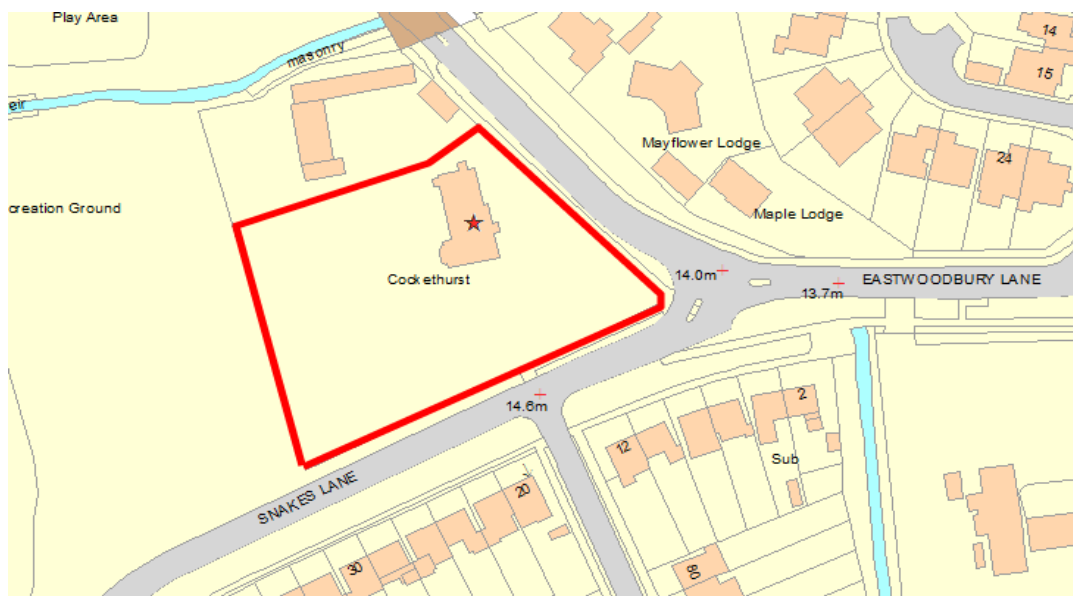 Play Area
14
masonry
15
eir
Mayflower Lodge
24
creation Ground
Maple Lodge
14.0m
Cockethurst
EASTWOODBURY LANE
13.7m
2
14.6m
12
Sub
SNAKES LANE
20
30
80